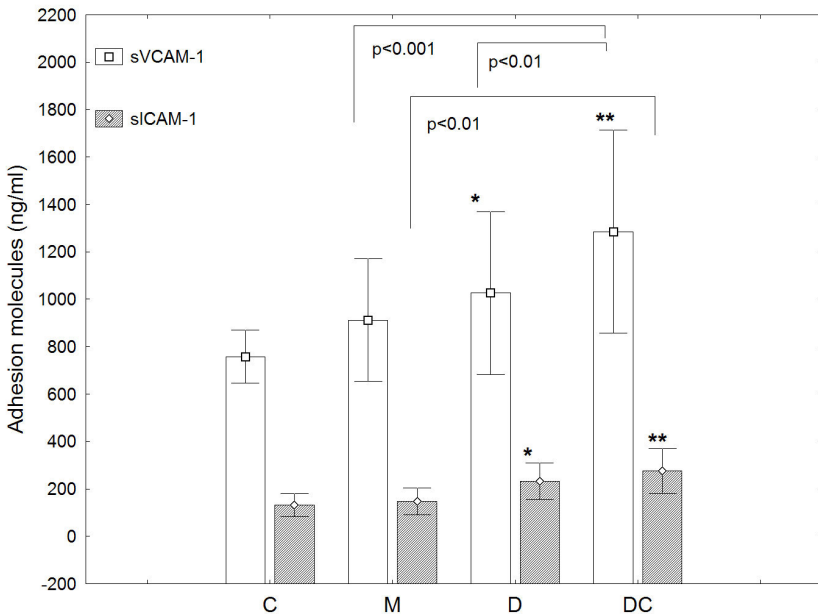 2200
2000
1800
1600
1400
1200
1000
800
600
400
200
0
-200
Adhesion molecules (ng/ml)
sVCAM-1
sICAM-1
p<0.001
p<0.01
p<0.01
*
**
*
**
C M D DC